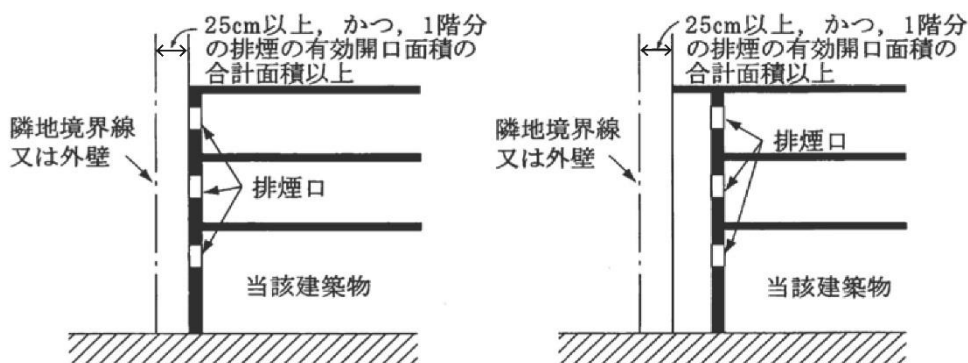 25cm以上，かつ，1階分
の排煙の有効開口面積の
合計面積以上
隣地境界線
又は外壁
排煙口
当該建築物
25cm以上，かつ，1階分
の排煙の有効開口面積の
合計面積以上
隣地境界線
又は外壁
排煙口
当該建築物